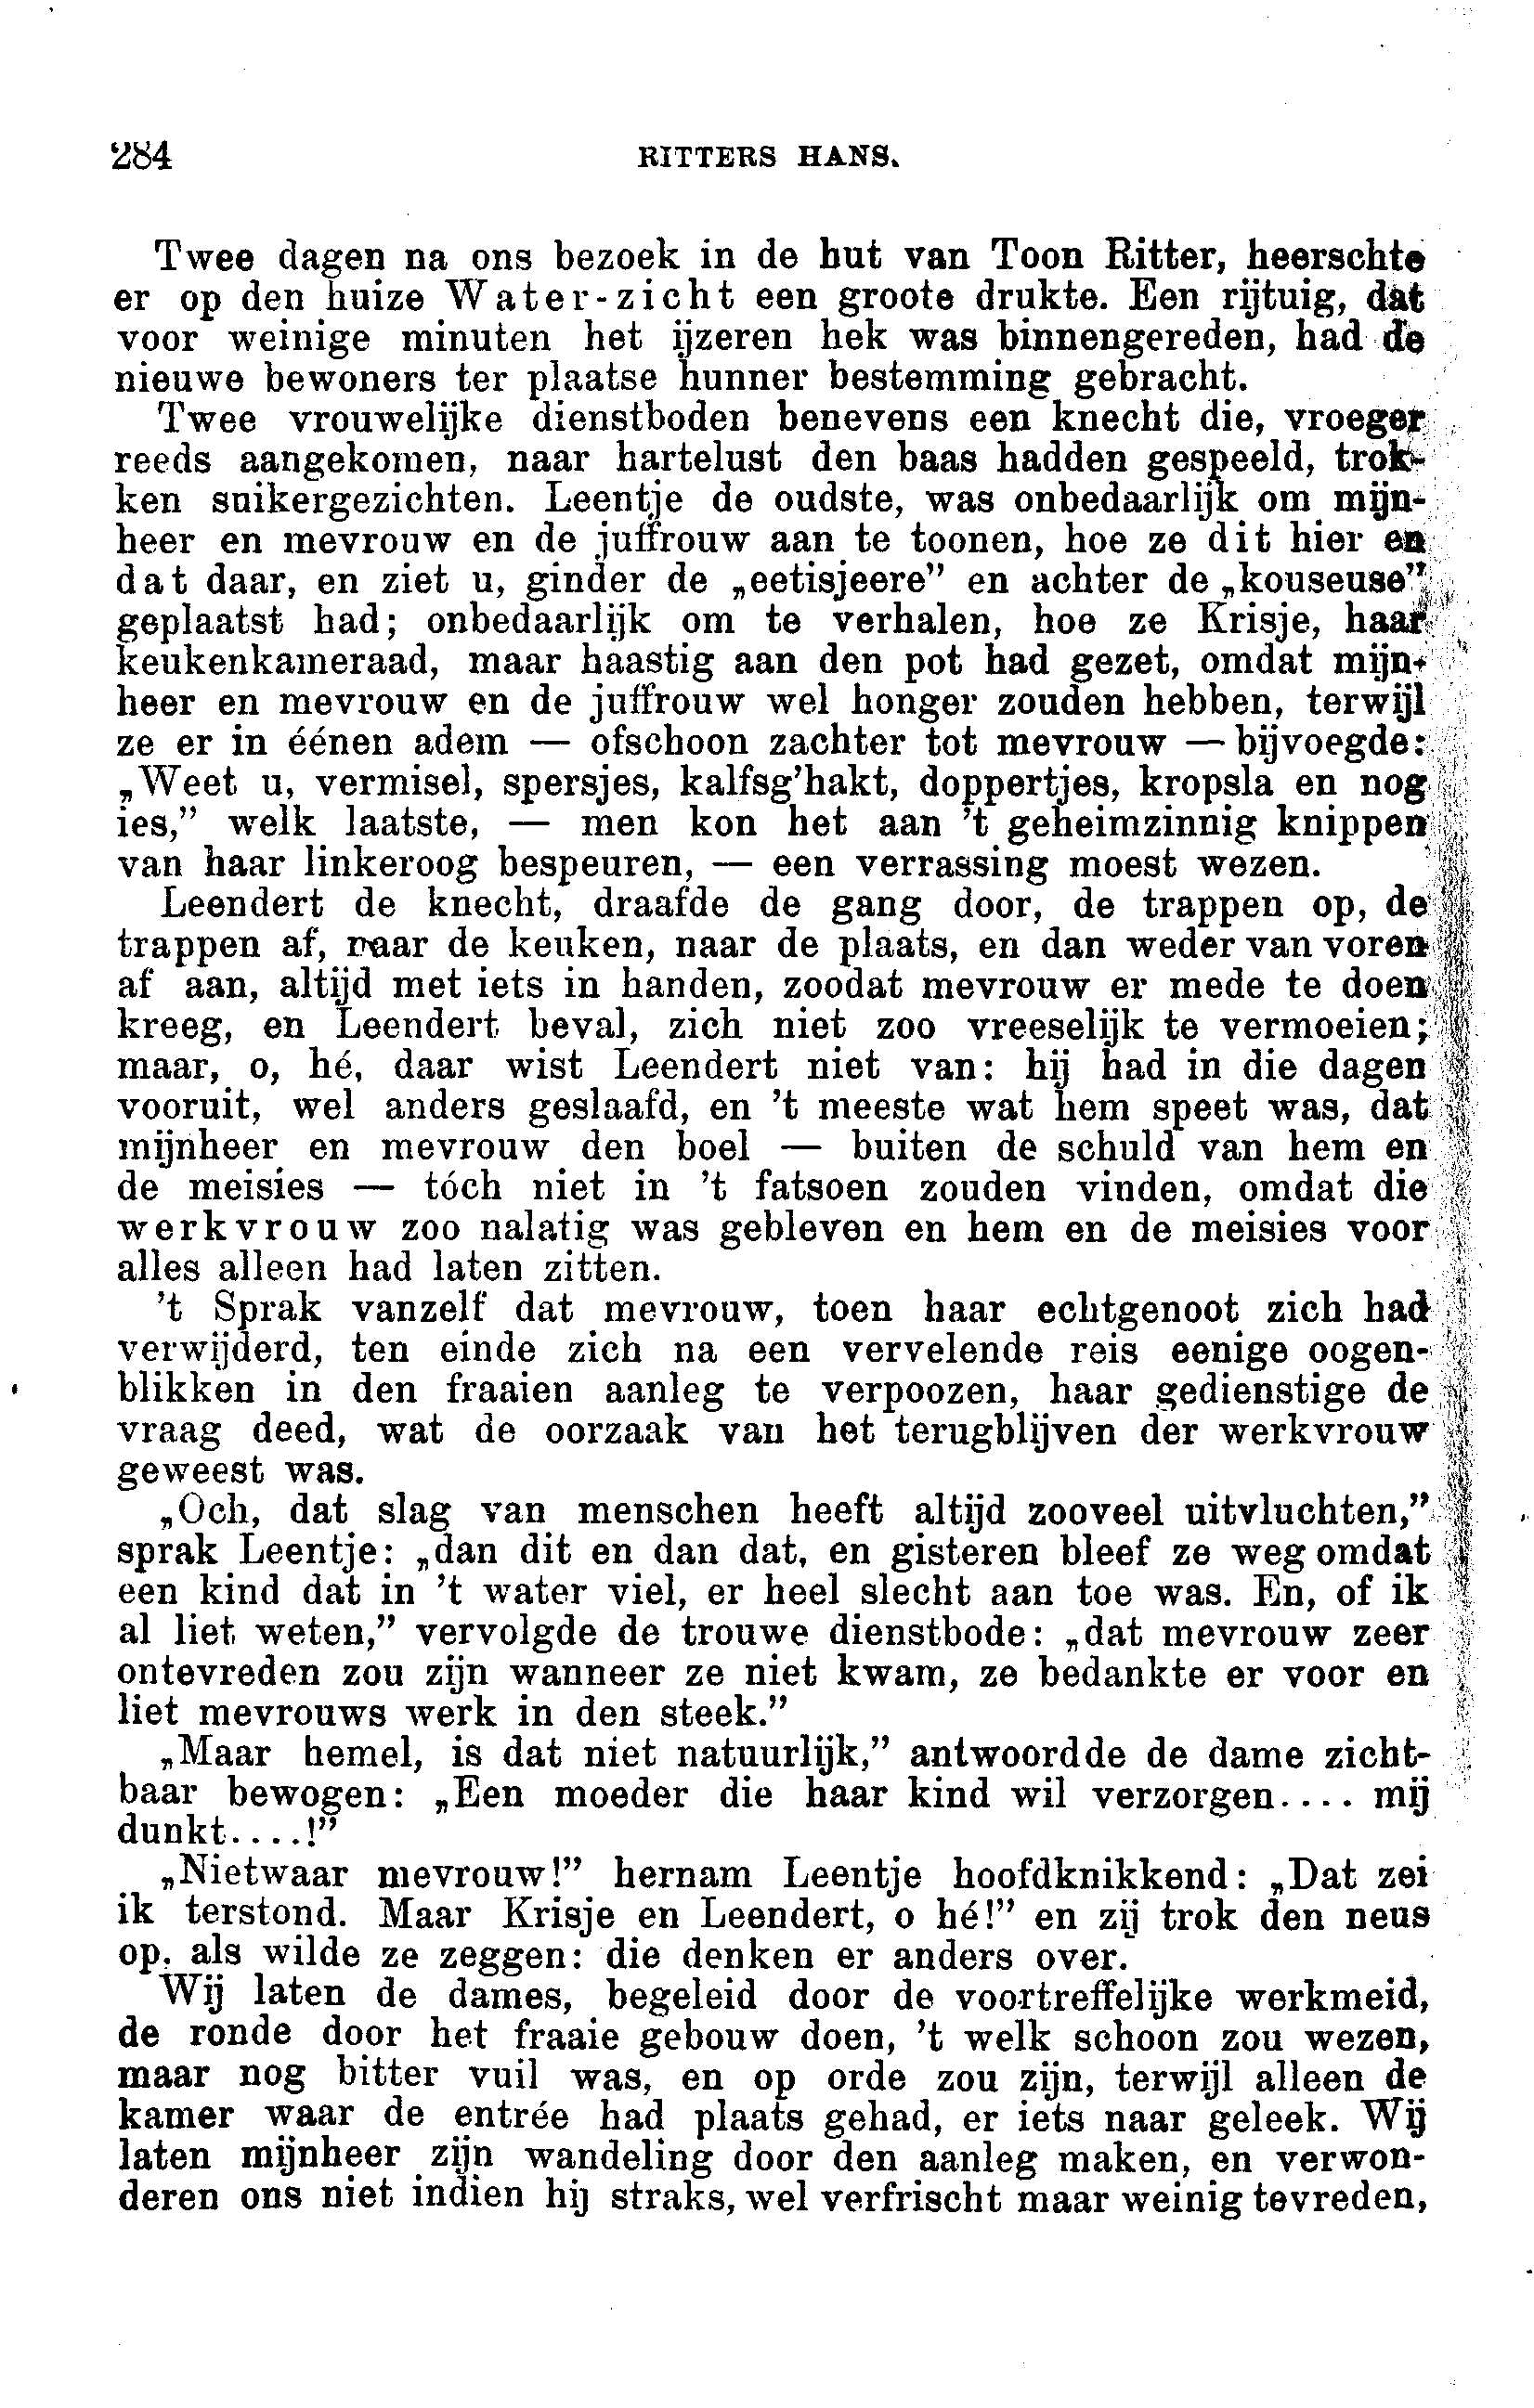 284 RITTERS HANS.
Twee dagen na ons bezoek in de hut van Toon Ritter, heerschte
er op den huize Water-zicht een groote drukte. Een rijtuig, dat
voor weinige minuten het ijzeren hek was binnengereden, had de
nieuwe bewoners ter plaatse hunner bestemming gebracht.
Twee vrouwelijke dienstboden benevens een knecht die, vroeger
reeds aangekomen, naar hartelust den baas hadden gespeeld, trok-
ken suikergezichten. Leentje de oudste, was onbedaarlijk om mijn-
heer en mevrouw en de juffrouw aan te toonen, hoe ze dit hier en
dat daar, en ziet u, ginder de „eetisjeere” en achter de „kouseuse”
geplaatst had; onbedaarlijk om te verhalen, hoe ze Krisje, haar
keukenkameraad, maar haastig aan den pot had gezet, omdat mijn-
heer en mevrouw en de juffrouw wel honger zouden hebben, terwijl
ze er in éénen adem — ofschoon zachter tot mevrouw — bijvoegde:
„Weet u, vermisel, spersjes, kalfsg’hakt, doppertjes, kropsla en nog
ies,” welk laatste, — men kon het aan ’t geheimzinnig knippen
van haar linkeroog bespeuren, — een verrassing moest wezen.
Leendert de knecht, draafde de gang door, de trappen op, de
trappen af, naar de keuken, naar de plaats, en dan weder van voren
af aan, altijd met iets in handen, zoodat mevrouw er mede te doen
kreeg, en Leendert beval, zich niet zoo vreeselijk te vermoeien;
maar, o, hé, daar wist Leendert niet van: hij had in die dagen
vooruit, wel anders geslaafd, en ’t meeste wat hem speet was, dat
mijnheer en mevrouw den boel — buiten de schuld van hem en
de meisies — tóch niet in ’t fatsoen zouden vinden, omdat die
werkvrouw zoo nalatig was gebleven en hem en de meisies voor
alles alleen had laten zitten.
’t Sprak vanzelf dat mevrouw, toen haar echtgenoot zich had
verwijderd, ten einde zich na een vervelende reis eenige oogen-
blikken in den fraaien aanleg te verpoozen, haar gedienstige de
vraag deed, wat de oorzaak van het terugblijven der werkvrouw
geweest was.
„Och, dat slag van menschen heeft altijd zooveel uitvluchten,”
sprak Leentje: „dan dit en dan dat, en gisteren bleef ze weg omdat
een kind dat in ’t water viel, er heel slecht aan toe was. En, of ik
al liet weten,” vervolgde de trouwe dienstbode: „dat mevrouw zeer
ontevreden zou zijn wanneer ze niet kwam, ze bedankte er voor en
liet mevrouws werk in den steek.”
„Maar hemel, is dat niet natuurlijk,” antwoordde de dame zicht-
baar bewogen: „Een moeder die haar kind wil verzorgen.... mij
dunkt....!”
„Nietwaar mevrouw!” hernam Leentje hoofdknikkend: „Dat zei
ik terstond. Maar Krisje en Leendert, o hé!” en zij trok den neus
op, als wilde ze zeggen: die denken er anders over.
Wij laten de dames, begeleid door de voortreffelijke werkmeid,
de ronde door het fraaie gebouw doen, ’t welk schoon zou wezen,
maar nog bitter vuil was, en op orde zou zijn, terwijl alleen de
kamer waar de entrée had plaats gehad, er iets naar geleek. Wij
laten mijnheer zijn wandeling door den aanleg maken, en verwon-
deren ons niet indien hij straks, wel verfrischt maar weinig tevreden,